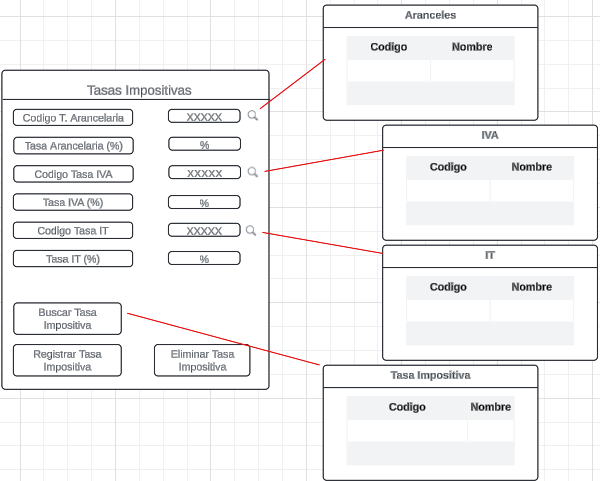 Aranceles
Codigo Nombre
Tasas Impositivas
Codigo T. Arancelaria XXXXX
Tasa Arancelaria (%) %
Codigo Tasa IVA XXXXX
Tasa IVA (%) %
Codigo Tasa IT XXXXX
Tasa IT (%) %
Buscar Tasa
Impositiva
Registrar Tasa
Impositiva
Eliminar Tasa
Impositiva
IVA
Codigo Nombre
IT
Codigo Nombre
Tasa Impositiva
Codigo Nombre